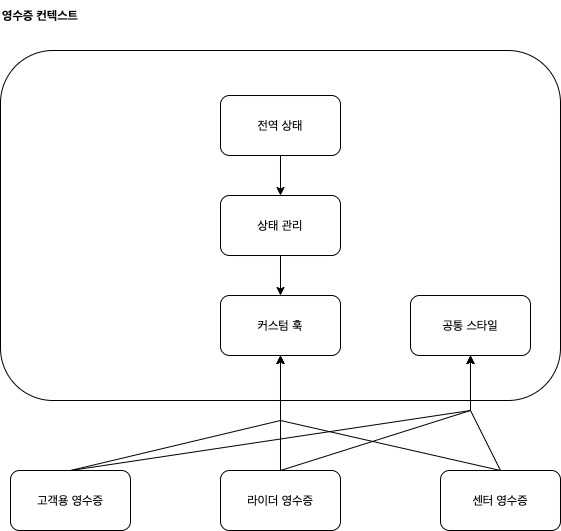 영수증 컨텍스트
전역 상태
상태 관리
커스텀 훅
공통 스타일
고객용 영수증
라이더 영수증
센터 영수증